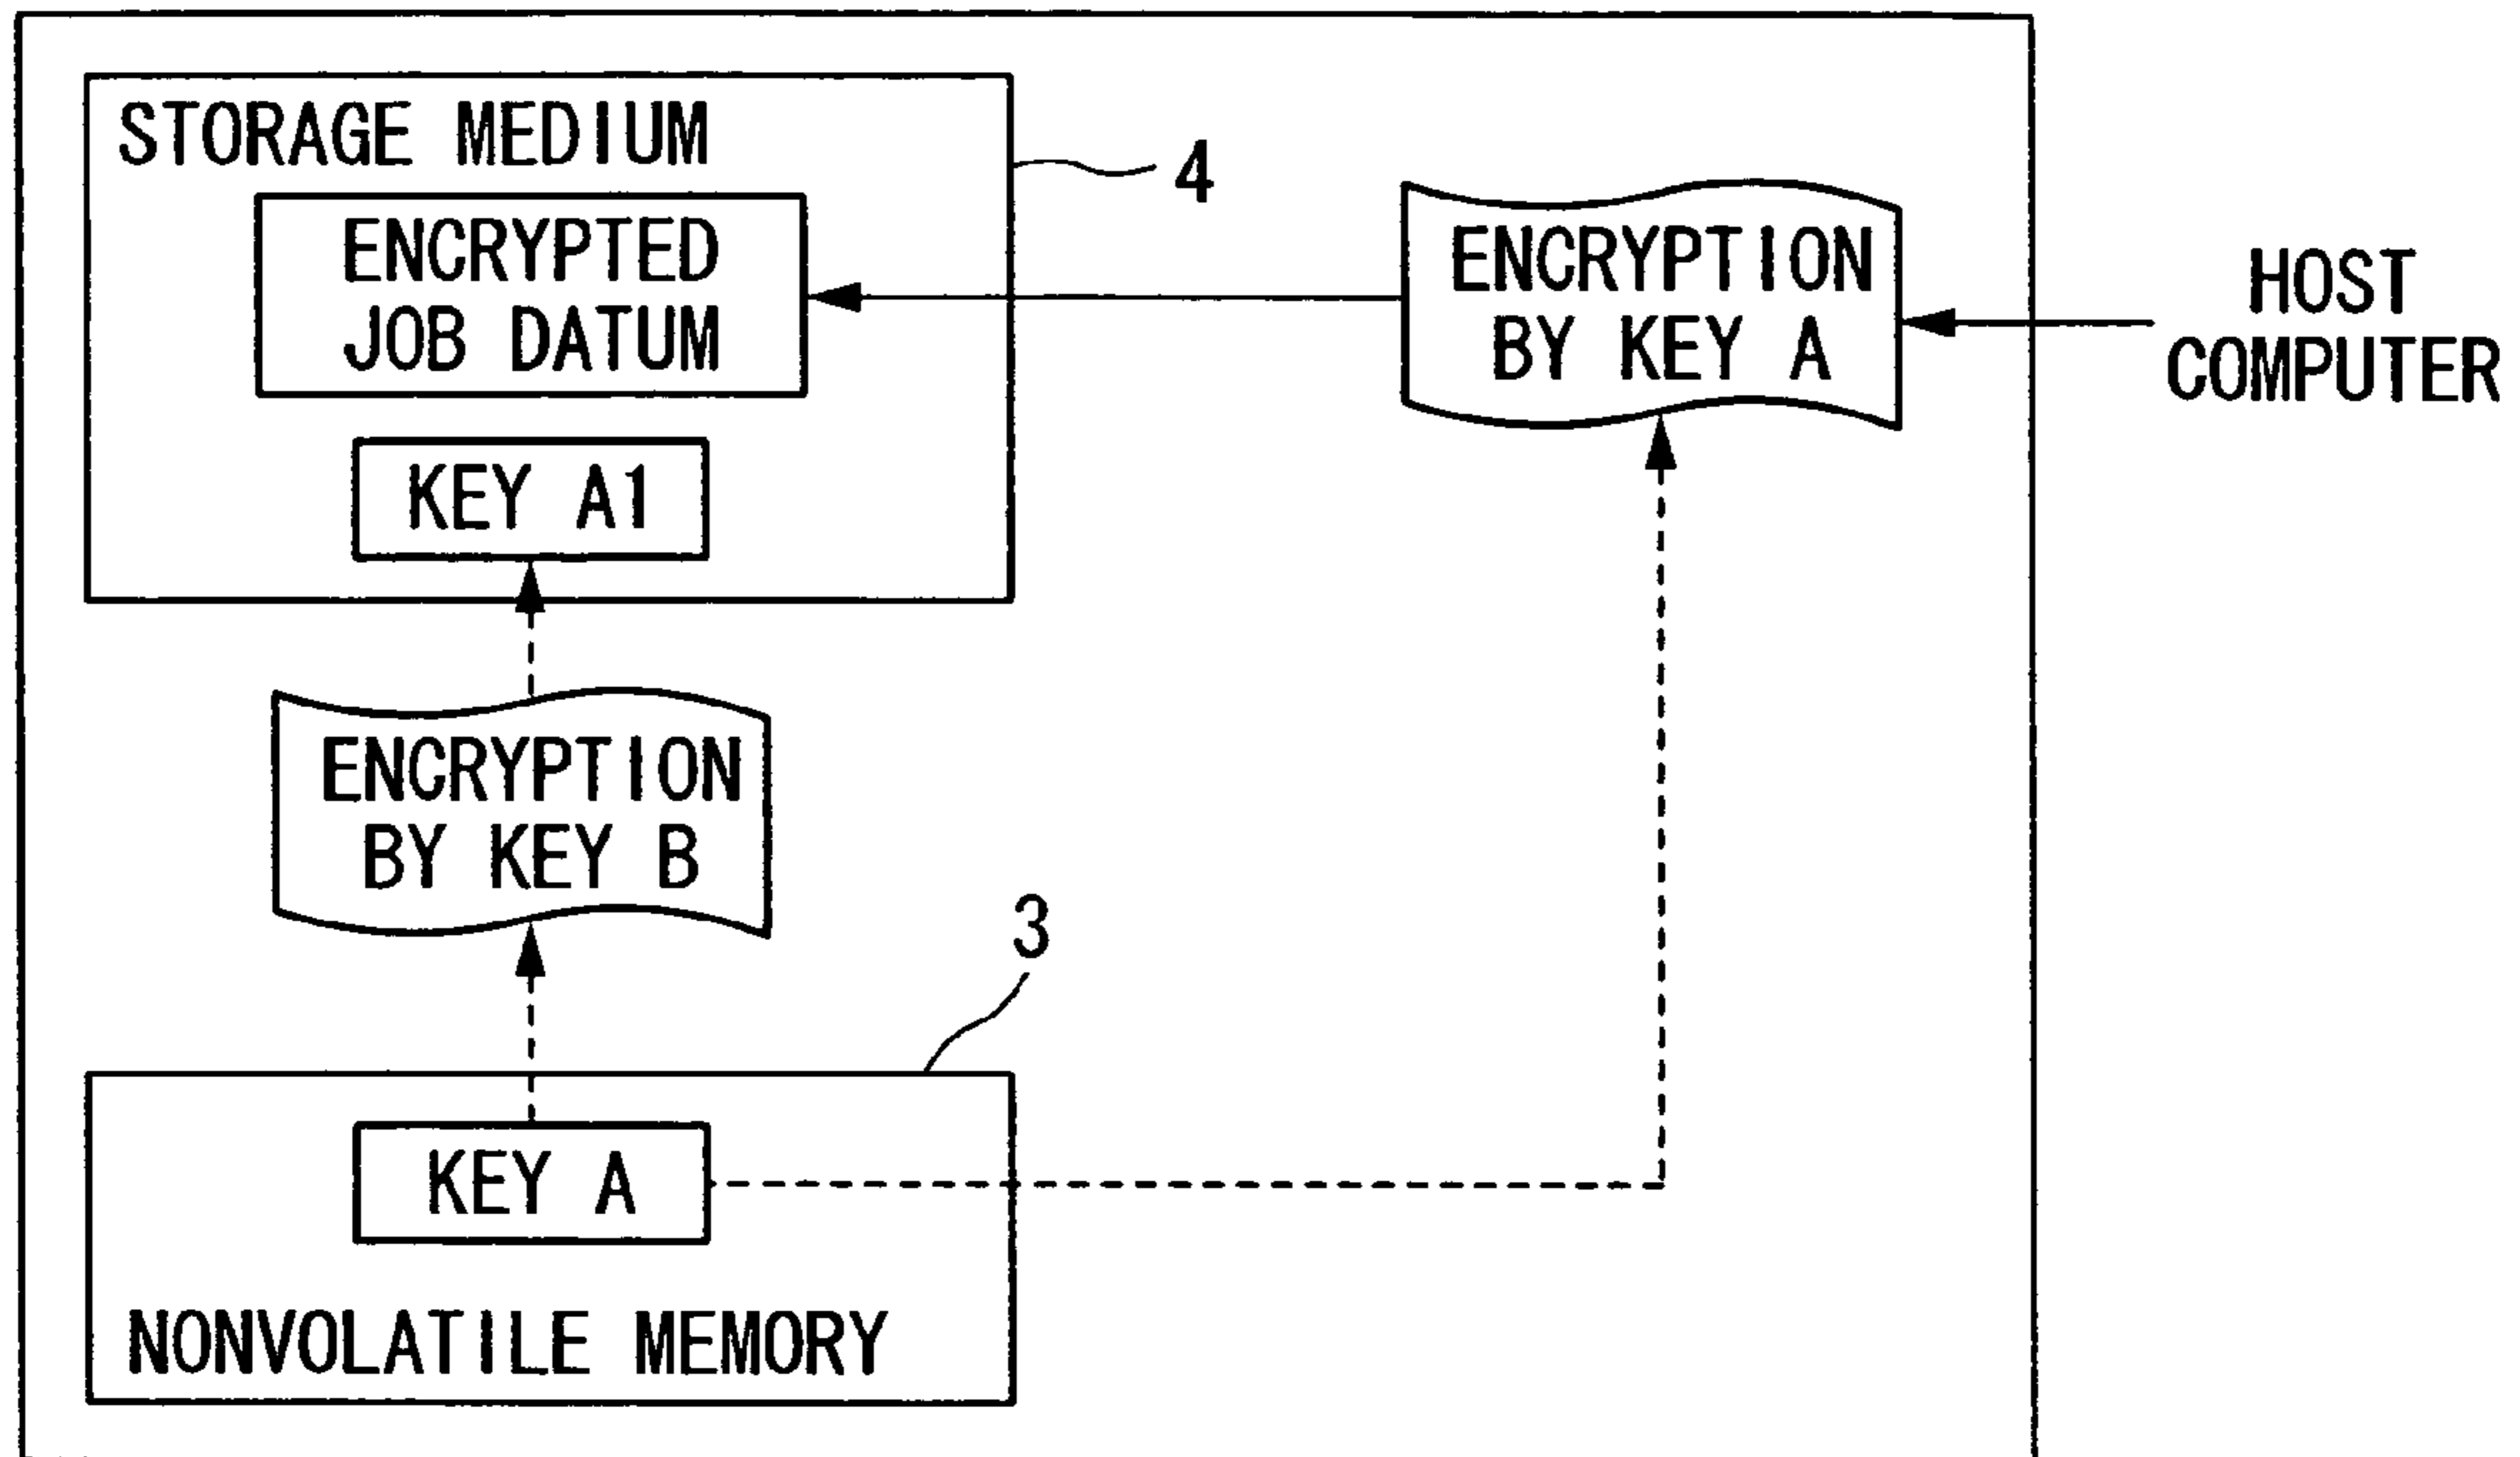 STORAGE MEDIUM
4
ENCRYPTED
JOB DATUM
KEY A1
ENCRYPTION
BY KEY A
HOST
COMPUTER
ENCRYPTION
BY KEY B
3
KEY A
NONVOLATILE MEMORY